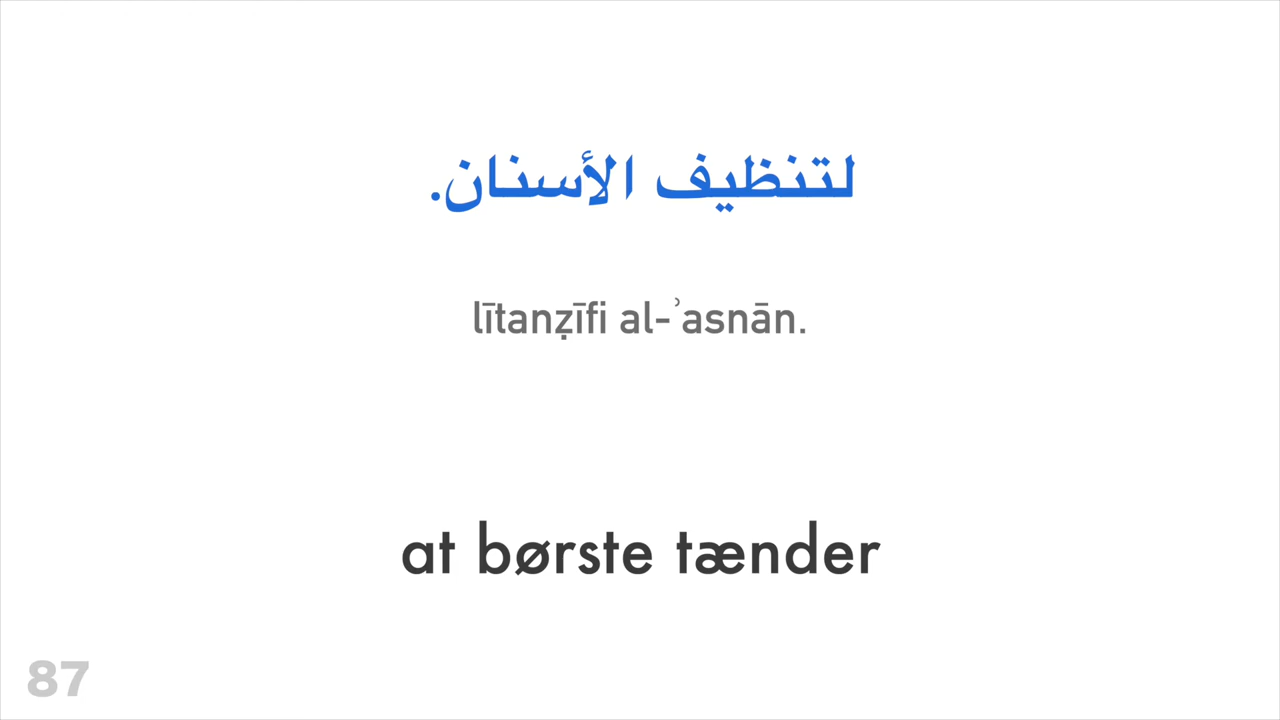 لتنظيف الأسنان.
lītanẓīfi al-ʾasnān.
at børste tænder
87